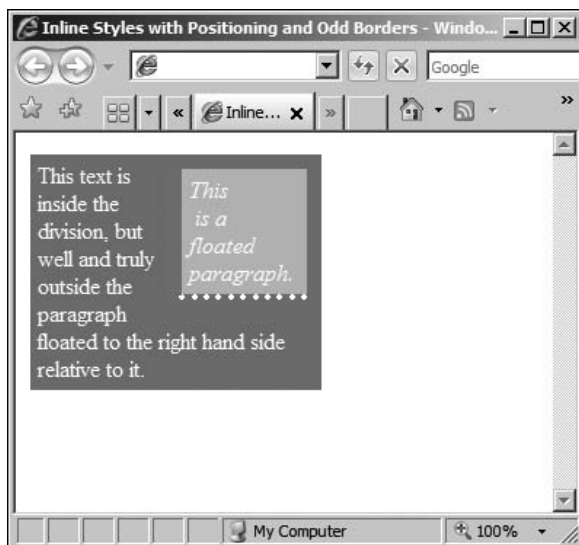 Inline Styles with Positioning and Odd Borders - Windo...
Google
Inline...
This text is
inside the
division, but
well and truly
outside the
paragraph
floated to the right hand side
relative to it.
This
is a
floated
paragraph.
My Computer
100%